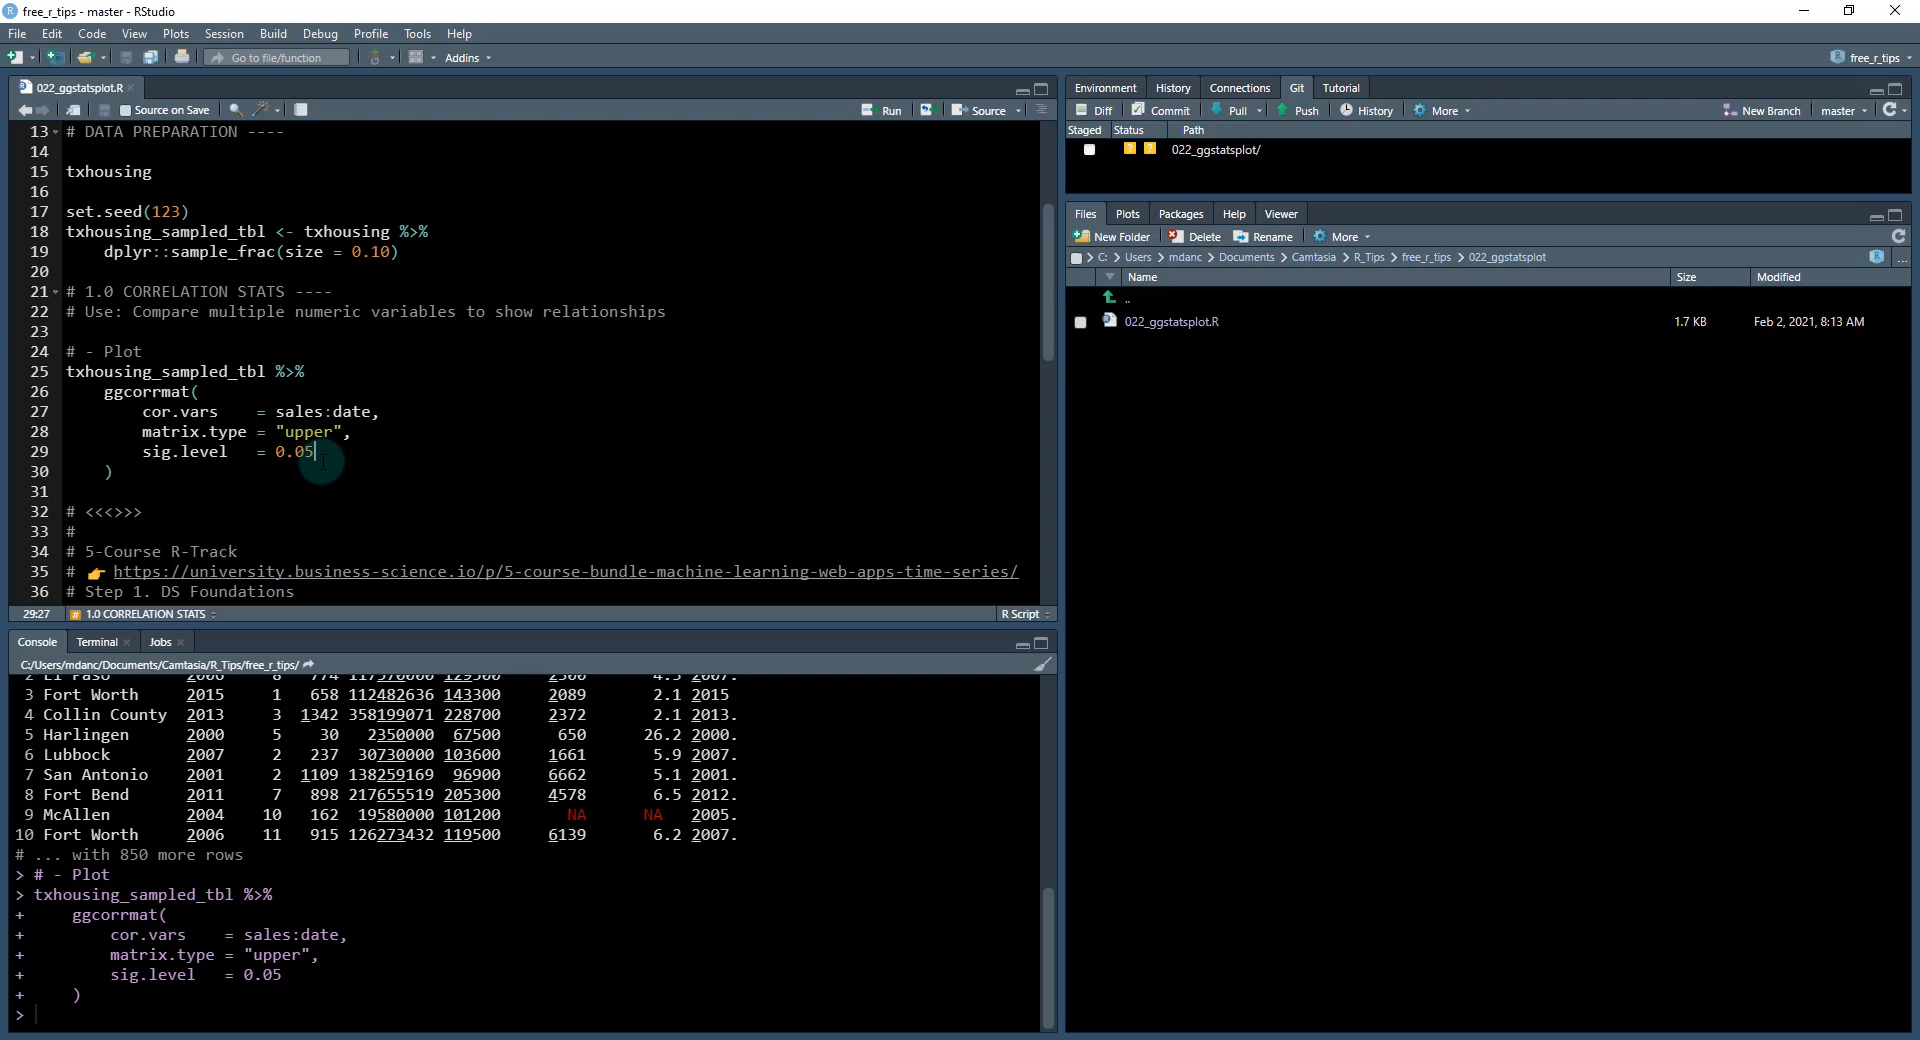 free_r_tips - master - RStudio
File Edit Code View Plots Session Build Debug Profile Tools Help
Go to file/function Addins free_r_tips
022_ggstatsplot.R
Source on Save Run Source
13 # DATA PREPARATION ----
14
15 txhousing
16
17 set.seed(123)
18 txhousing_sampled_tbl <- txhousing %>%
19 dplyr::sample_frac(size = 0.10)
20
21 # 1.0 CORRELATION STATS ----
22 # Use: Compare multiple numeric variables to show relationships
23
24 # - Plot
25 txhousing_sampled_tbl %>%
26 ggcorrmat(
27 cor.vars = sales:date,
28 matrix.type = "upper",
29 sig.level = 0.05
30 )
31
32 # <<<>>>
33 #
34 # 5-Course R-Track
35 # 👉 https://university.business-science.io/p/5-course-bundle-machine-learning-web-apps-time-series/
36 # Step 1. DS Foundations
29:27 # 1.0 CORRELATION STATS R Script
Console Terminal Jobs
C:/Users/mdanc/Documents/Camtasia/R_Tips/free_r_tips/
2 El Paso 2006 8 774 117370000 129500 2300 4.3 2007.
3 Fort Worth 2015 1 658 112482636 143300 2089 2.1 2015
4 Collin County 2013 3 1342 358199071 228700 2372 2.1 2013.
5 Harlingen 2000 5 30 2350000 67500 650 26.2 2000.
6 Lubbock 2007 2 237 30730000 103600 1661 5.9 2007.
7 San Antonio 2001 2 1109 138259169 96900 6662 5.1 2001.
8 Fort Bend 2011 7 898 217655519 205300 4578 6.5 2012.
9 McAllen 2004 10 162 19580000 101200 NA NA 2005.
10 Fort Worth 2006 11 915 126273432 119500 6139 6.2 2007.
# ... with 850 more rows
> # - Plot
> txhousing_sampled_tbl %>%
+ ggcorrmat(
+ cor.vars = sales:date,
+ matrix.type = "upper",
+ sig.level = 0.05
+ )
>
Environment History Connections Git Tutorial
Diff Commit Pull Push History More New Branch master
Staged Status Path
? ? 022_ggstatsplot/
Files Plots Packages Help Viewer
New Folder Delete Rename More
C: > Users > mdanc > Documents > Camtasia > R_Tips > free_r_tips > 022_ggstatsplot ...
Name Size Modified
..
022_ggstatsplot.R 1.7 KB Feb 2, 2021, 8:13 AM